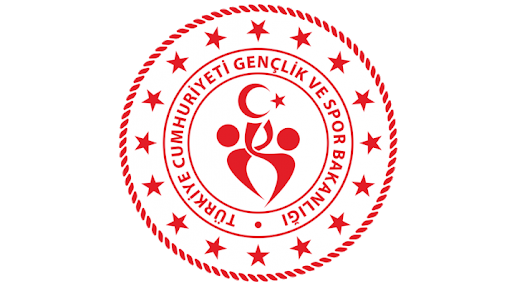 TÜRKİYE CUMHURİYETİ GENÇLİK VE SPOR BAKANLIĞI